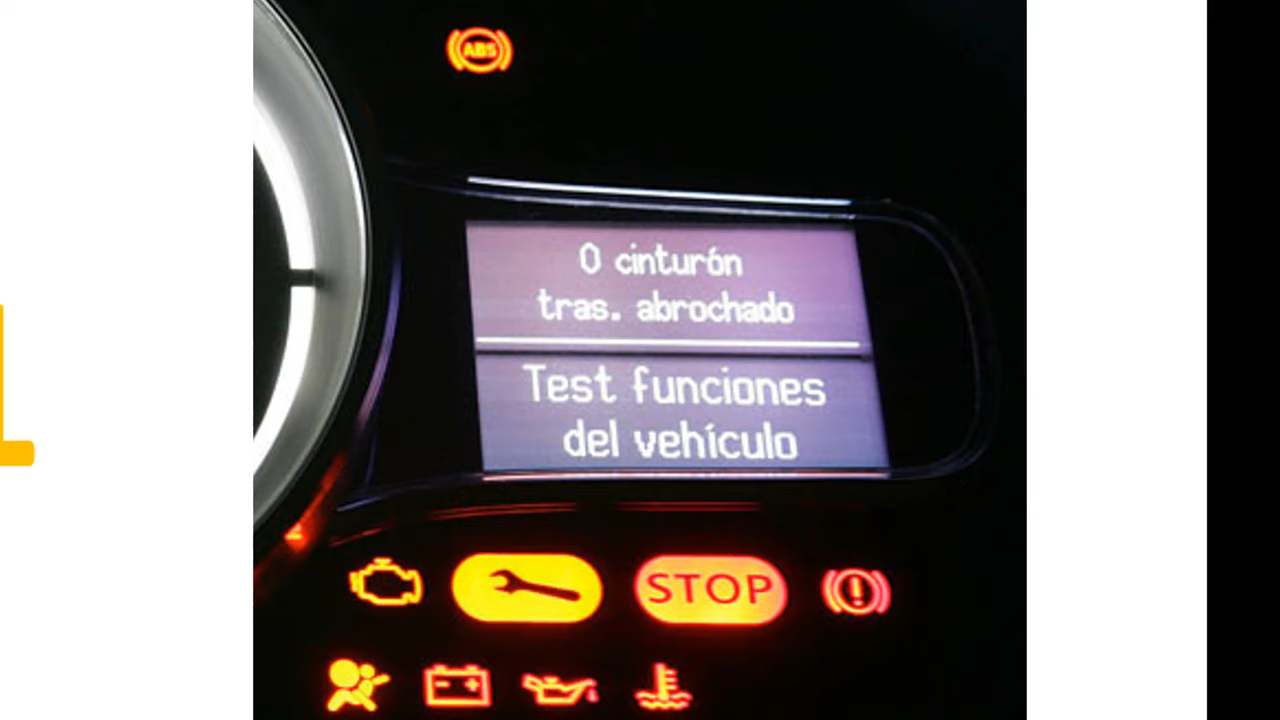 ABS
0 cinturón
tras. abrochado
Test funciones
del vehículo
STOP